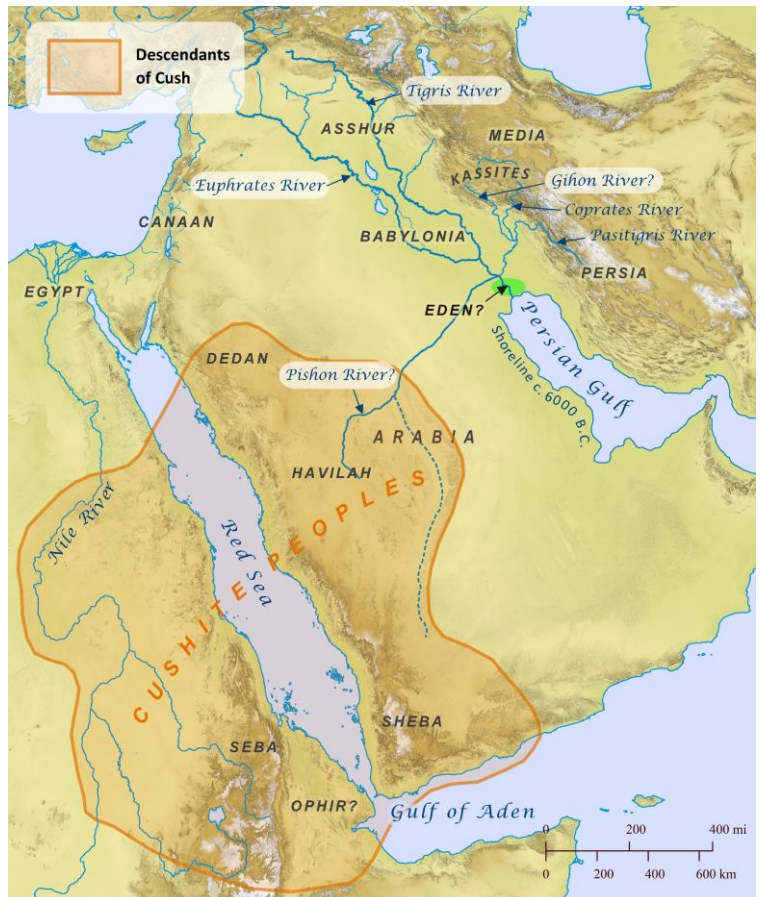 Descendants
of Cush
Tigris River
ASSHUR
MEDIA
KASSITES
Gihon River?
Euphrates River
Coprates River
CANAAN
BABYLONIA
Pasitigris River
PERSIA
EGYPT
EDEN?
Persian Gulf
Shoreline c. 6000 B.C.
DEDAN
Pishon River?
ARABIA
HAVILAH
Nile River
Red Sea
CUSHITE PEOPLES
SHEBA
SEBA
OPHIR?
Gulf of Aden
0 200 400 mi
0 200 400 600 km